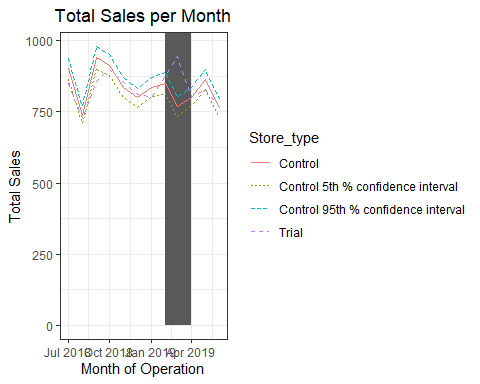 Total Sales per Month
1000
750
500
250
0
Total Sales
Jul 2018
Oct 2018
Jan 2019
Apr 2019
Month of Operation
Store_type
Control
Control 5th % confidence interval
Control 95th % confidence interval
Trial